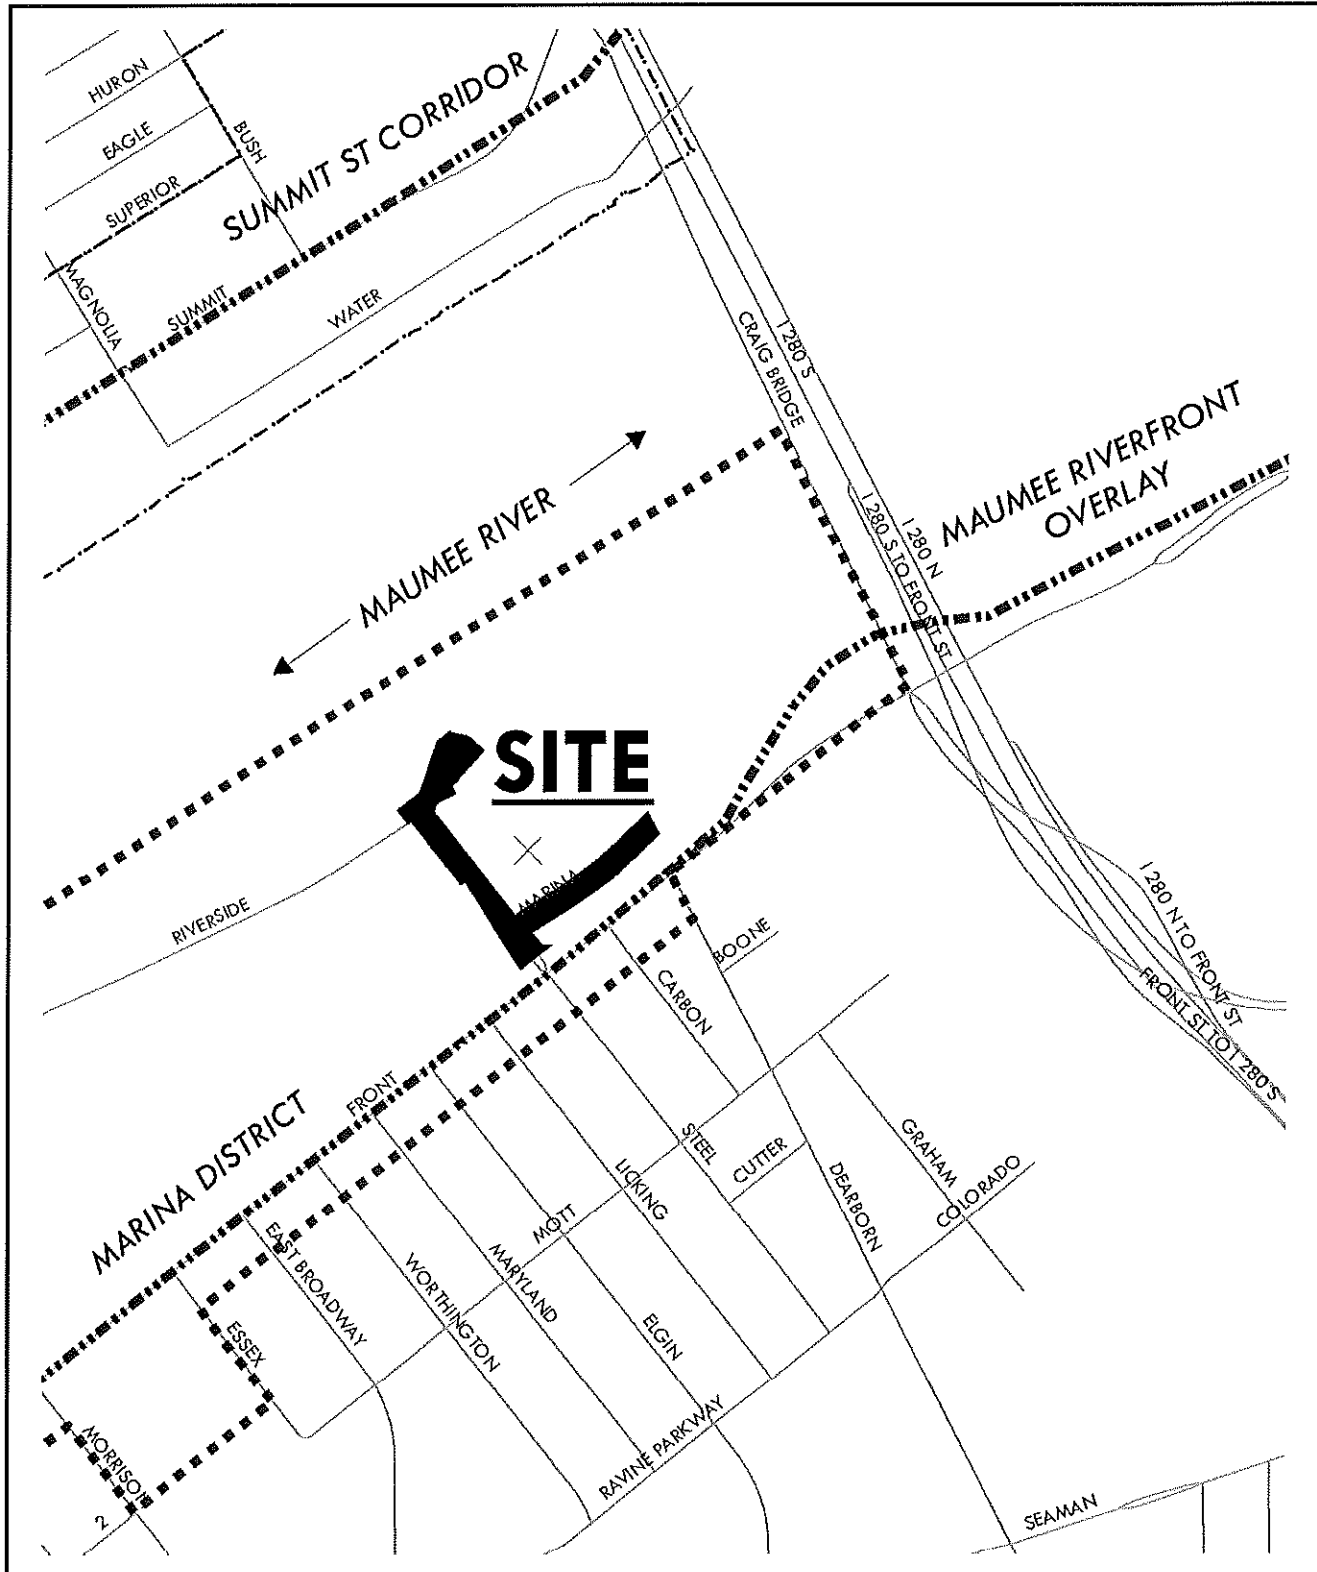 HURON
EAGLE
BUSH
SUPERIOR
SUMMIT ST CORRIDOR
MAGNOLIA
SUMMIT
WATER
CRAIG BRIDGE
I 280 S
MAUMEE RIVER
MAUMEE RIVERFRONT
OVERLAY
I 280 S TO FRONT ST
I 280 N
SITE
MARINA
RIVERSIDE
BOONE
CARBON
I 280 N TO FRONT ST
FRONT ST TO I 280 S
MARINA DISTRICT
FRONT
STEEL
CUTTER
GRAHAM
LICKING
DEARBORN
COLORADO
MOTT
EAST BROADWAY
WORTHINGTON
MARYLAND
ELGIN
ESSEX
RAVINE PARKWAY
MORRISON
2
SEAMAN